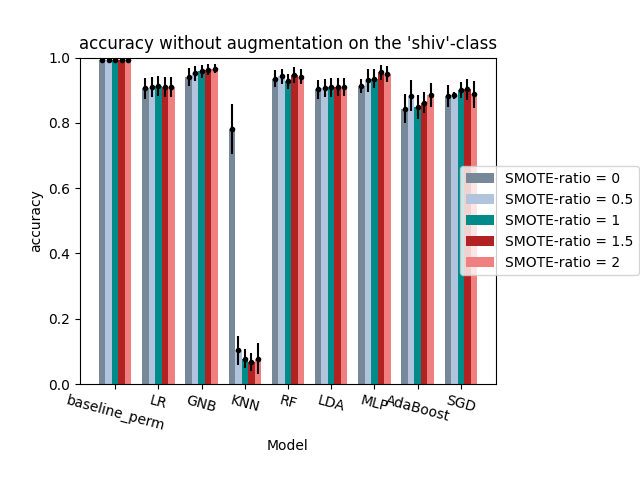 accuracy without augmentation on the 'shiv'-class
accuracy
1.0
0.8
0.6
0.4
0.2
0.0
SMOTE-ratio = 0
SMOTE-ratio = 0.5
SMOTE-ratio = 1
SMOTE-ratio = 1.5
SMOTE-ratio = 2
baseline_perm
LR
GNB
KNN
RF
LDA
MLP
AdaBoost
SGD
Model